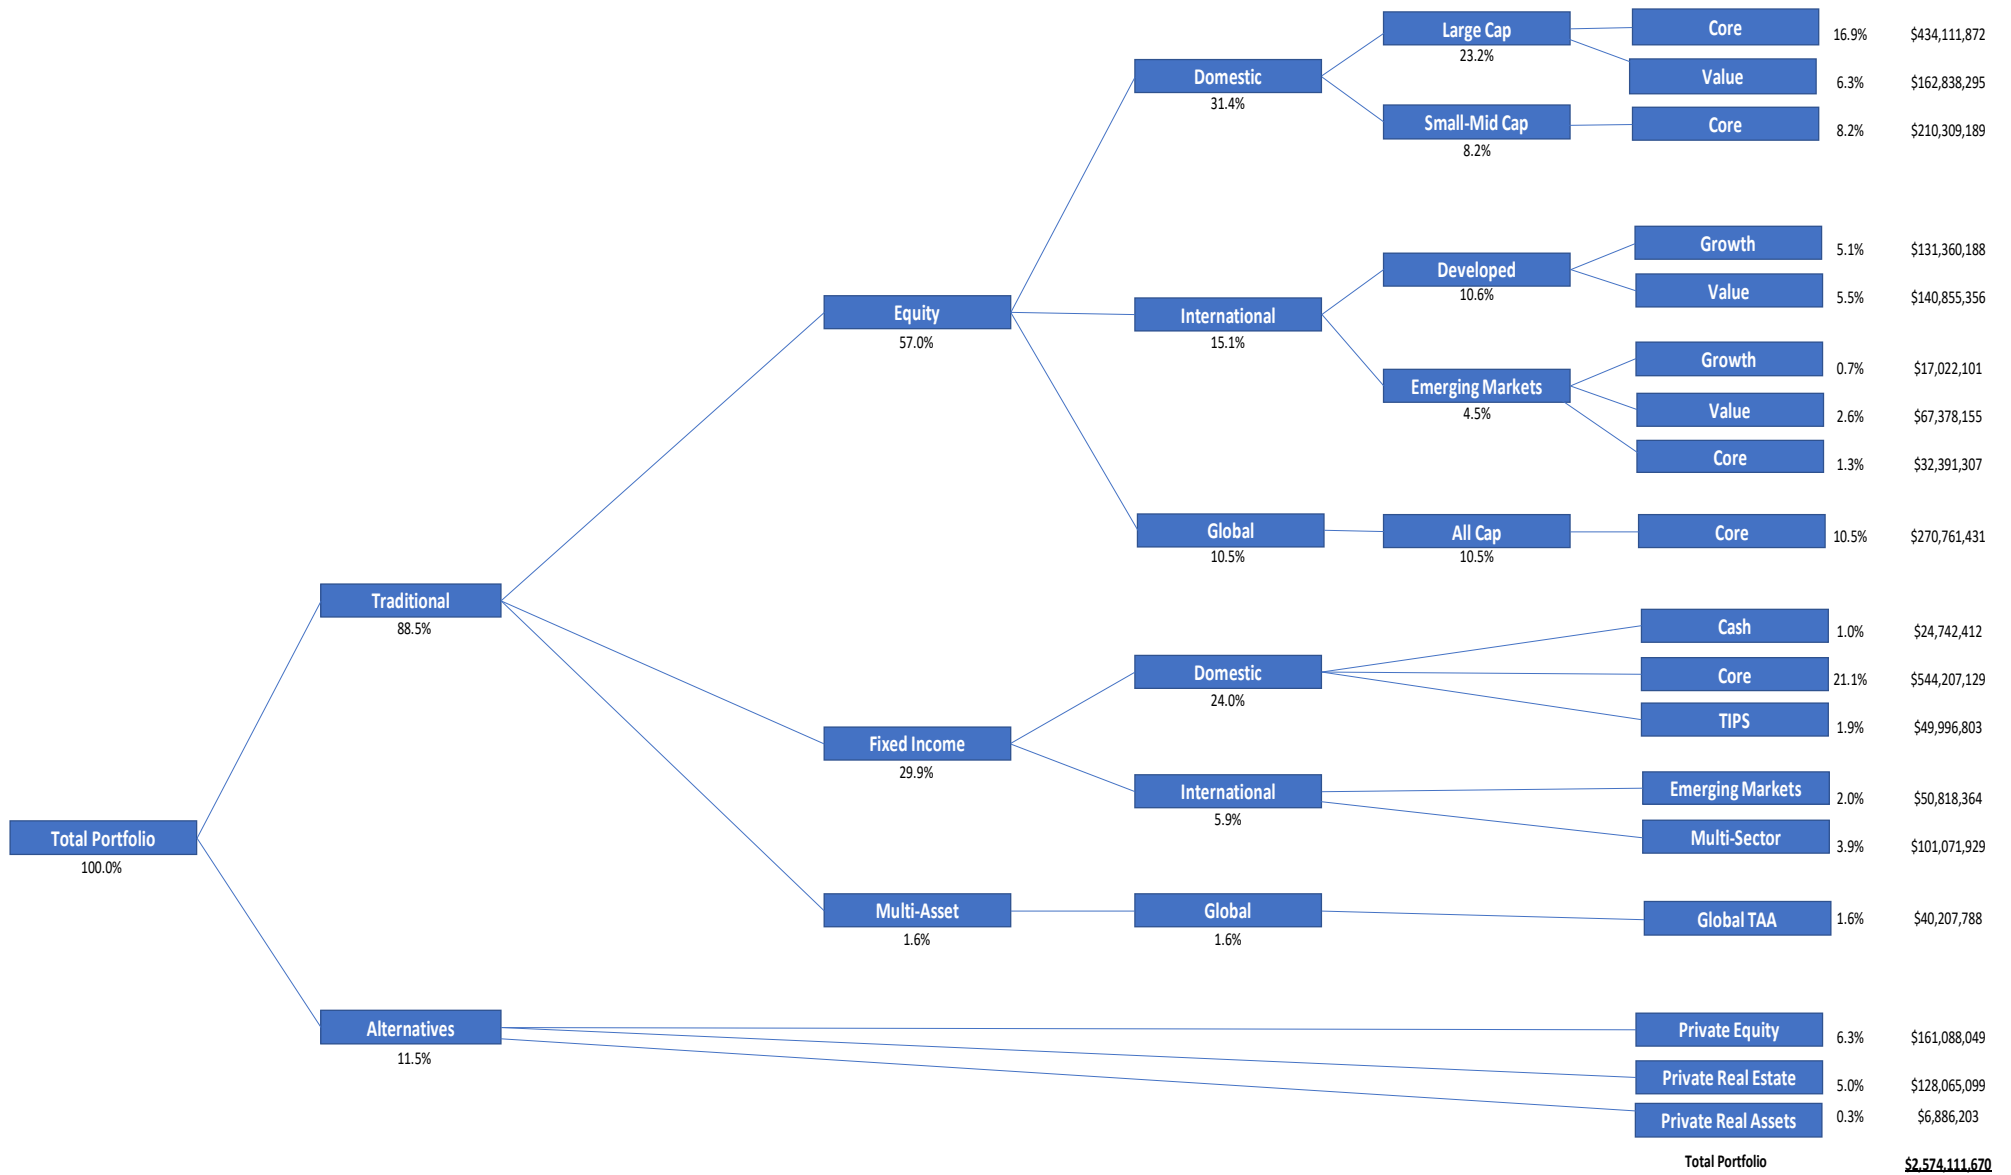 Large Cap
23.2%
Core 16.9% $434,111,872
Domestic
31.4%
Value 6.3% $162,838,295
Small-Mid Cap
8.2%
Core 8.2% $210,309,189
Growth 5.1% $131,360,188
Developed
10.6%
Value 5.5% $140,855,356
Equity
57.0%
International
15.1%
Growth 0.7% $17,022,101
Emerging Markets
4.5%
Value 2.6% $67,378,155
Core 1.3% $32,391,307
Global
10.5%
All Cap
10.5%
Core 10.5% $270,761,431
Traditional
88.5%
Cash 1.0% $24,742,412
Domestic
24.0%
Core 21.1% $544,207,129
TIPS 1.9% $49,996,803
Fixed Income
29.9%
International
5.9%
Emerging Markets 2.0% $50,818,364
Multi-Sector 3.9% $101,071,929
Total Portfolio
100.0%
Multi-Asset
1.6%
Global
1.6%
Global TAA 1.6% $40,207,788
Alternatives
11.5%
Private Equity 6.3% $161,088,049
Private Real Estate 5.0% $128,065,099
Private Real Assets 0.3% $6,886,203
Total Portfolio $2,574,111,670